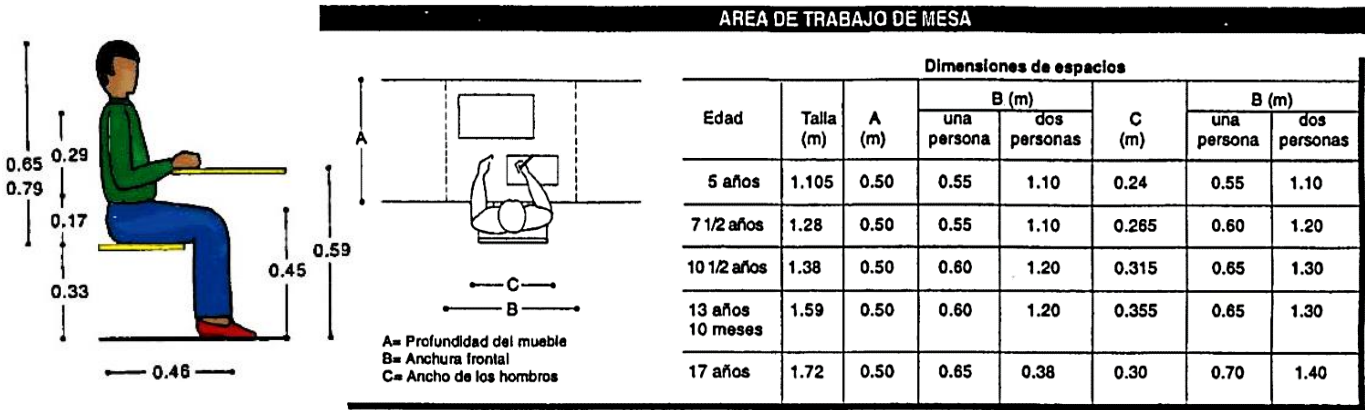 AREA DE TRABAJO DE MESA
0.65
0.79
0.29
0.17
0.33
0.45
0.59
0.46
A
C
B
A= Profundidad del mueble
B= Anchura frontal
C= Ancho de los hombros
Dimensiones de espacios
Edad Talla (m) A (m) B (m) C (m) B (m)
una persona dos personas una persona dos personas
5 años 1.105 0.50 0.55 1.10 0.24 0.55 1.10
7 1/2 años 1.28 0.50 0.55 1.10 0.265 0.60 1.20
10 1/2 años 1.38 0.50 0.60 1.20 0.315 0.65 1.30
13 años 10 meses 1.59 0.50 0.60 1.20 0.355 0.65 1.30
17 años 1.72 0.50 0.65 0.38 0.30 0.70 1.40